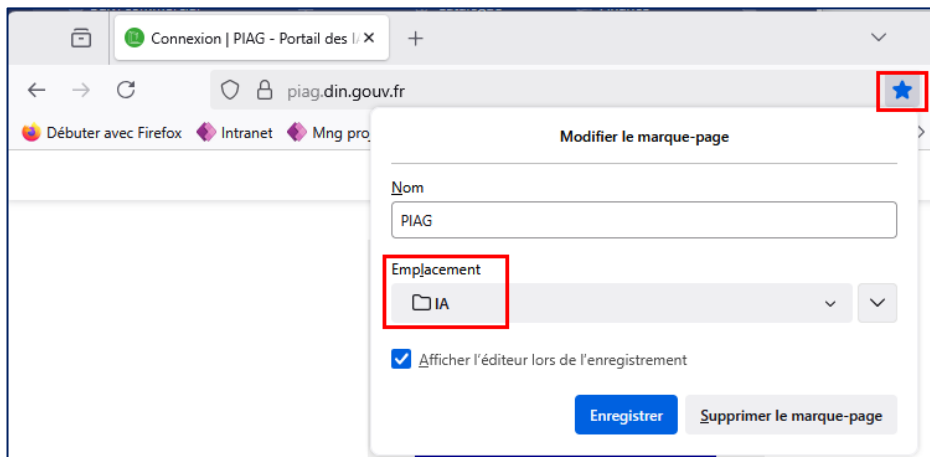 Connexion | PIAG - Portail des I
piag.din.gouv.fr
Débuter avec Firefox Intranet Mng proj
Modifier le marque-page
Nom
PIAG
Emplacement
IA
Afficher l'éditeur lors de l'enregistrement
Enregistrer Supprimer le marque-page